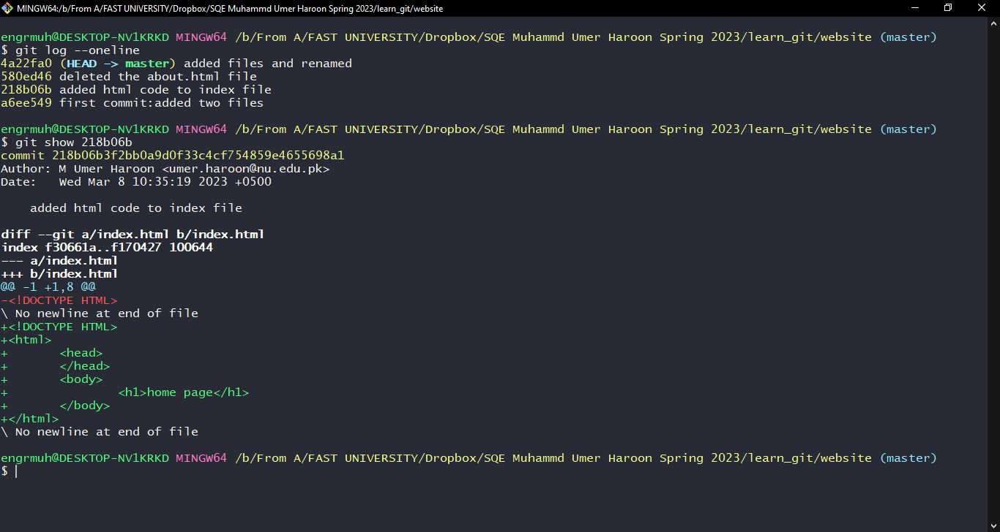 MINGW64:/b/From A/FAST UNIVERSITY/Dropbox/SQE Muhammd Umer Haroon Spring 2023/learn_git/website
engrmuh@DESKTOP-NV1KRKD MINGW64 /b/From A/FAST UNIVERSITY/Dropbox/SQE Muhammd Umer Haroon Spring 2023/learn_git/website (master)
$ git log --oneline
4a22fa0 (HEAD -> master) added files and renamed
580ed46 deleted the about.html file
218b06b added html code to index file
a6ee549 first commit:added two files
engrmuh@DESKTOP-NV1KRKD MINGW64 /b/From A/FAST UNIVERSITY/Dropbox/SQE Muhammd Umer Haroon Spring 2023/learn_git/website (master)
$ git show 218b06b
commit 218b06b3f2bb0a9d0f33c4cf754859e4655698a1
Author: M Umer Haroon <umer.haroon@nu.edu.pk>
Date:   Wed Mar 8 10:35:19 2023 +0500
    added html code to index file
diff --git a/index.html b/index.html
index f30661a..f170427 100644
--- a/index.html
+++ b/index.html
@@ -1 +1,8 @@
-<!DOCTYPE HTML>
\ No newline at end of file
+<!DOCTYPE HTML>
+<html>
+       <head>
+       </head>
+       <body>
+               <h1>home page</h1>
+       </body>
+</html>
\ No newline at end of file
engrmuh@DESKTOP-NV1KRKD MINGW64 /b/From A/FAST UNIVERSITY/Dropbox/SQE Muhammd Umer Haroon Spring 2023/learn_git/website (master)
$